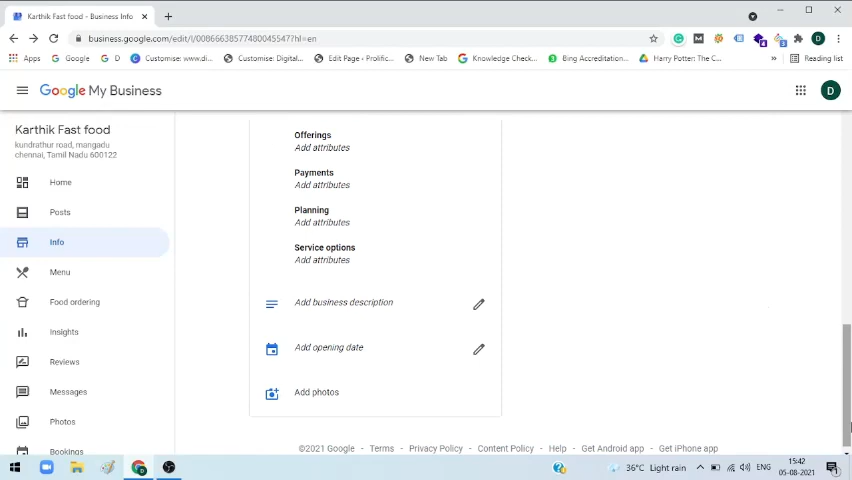 Karthik Fast food - Business Info
business.google.com/edit/l/00866638577480045547?hl=en
Apps
Google
G D
Customise: www.di...
Customise: Digital...
Edit Page - Prolific...
New Tab
Knowledge Check...
Bing Accreditation...
Harry Potter: The C...
»
Reading list
Google My Business
D
Karthik Fast food
kundrathur road, mangadu
chennai, Tamil Nadu 600122
Home
Posts
Info
Menu
Food ordering
Insights
Reviews
Messages
Photos
Bookings
Offerings
Add attributes
Payments
Add attributes
Planning
Add attributes
Service options
Add attributes
Add business description
Add opening date
Add photos
©2021 Google - Terms - Privacy Policy - Content Policy - Help - Get Android app - Get iPhone app
36°C Light rain
ENG
15:42
05-08-2021